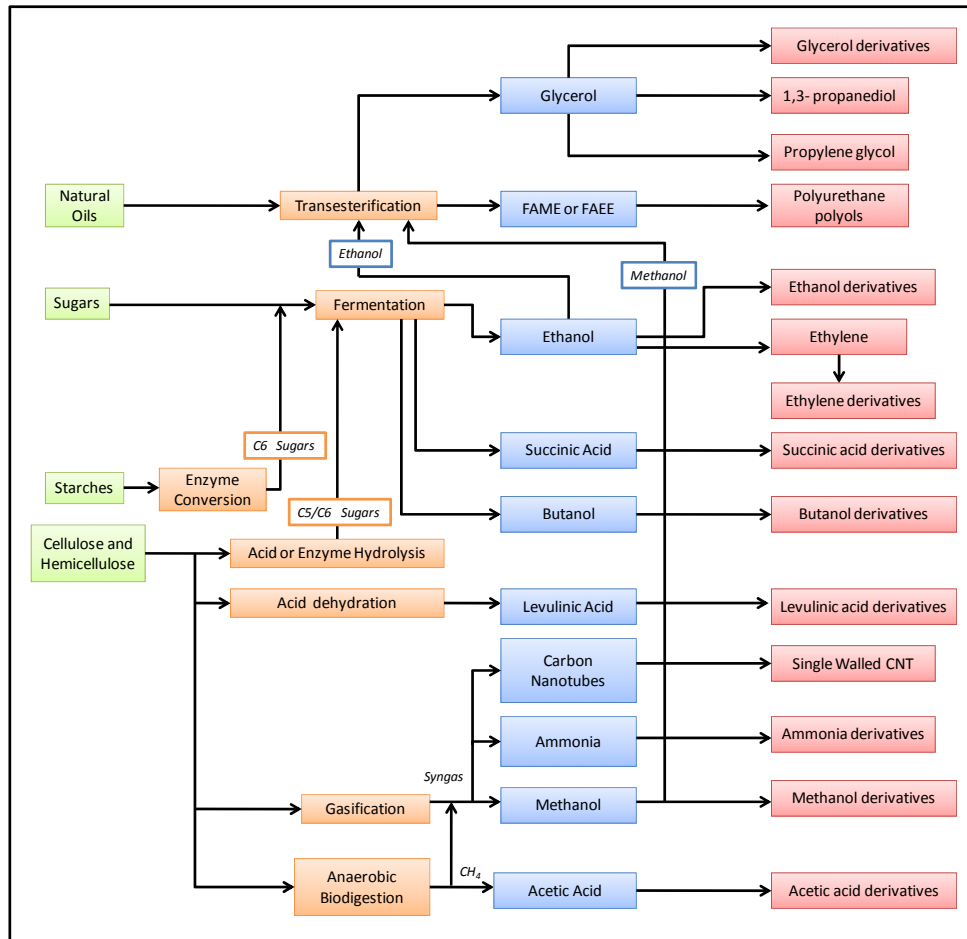 Glycerol derivatives
Glycerol
1,3- propanediol
Propylene glycol
Natural
Oils
Transesterification
FAME or FAEE
Polyurethane
polyols
Ethanol
Methanol
Sugars
Fermentation
Ethanol
Ethanol derivatives
Ethylene
Ethylene derivatives
C6 Sugars
Succinic Acid
Succinic acid derivatives
Starches
Enzyme
Conversion
C5/C6 Sugars
Butanol
Butanol derivatives
Cellulose and
Hemicellulose
Acid or Enzyme Hydrolysis
Acid dehydration
Levulinic Acid
Levulinic acid derivatives
Carbon
Nanotubes
Single Walled CNT
Ammonia
Ammonia derivatives
Syngas
Gasification
Methanol
Methanol derivatives
Anaerobic
Biodigestion
CH4
Acetic Acid
Acetic acid derivatives